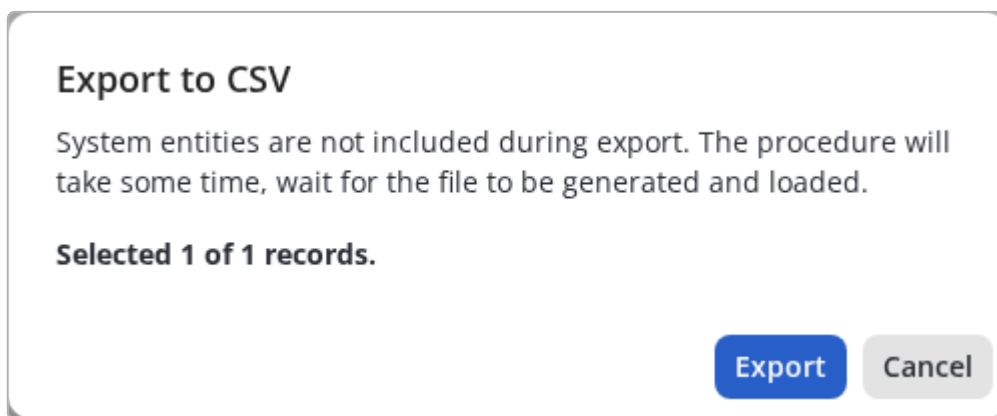 Export to CSV
System entities are not included during export. The procedure will
take some time, wait for the file to be generated and loaded.
Selected 1 of 1 records.
Export
Cancel